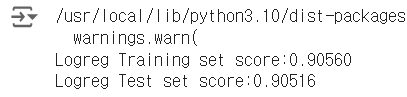 /usr/local/lib/python3.10/dist-packages
warnings.warn(
Logreg Training set score:0.90560
Logreg Test set score:0.90516